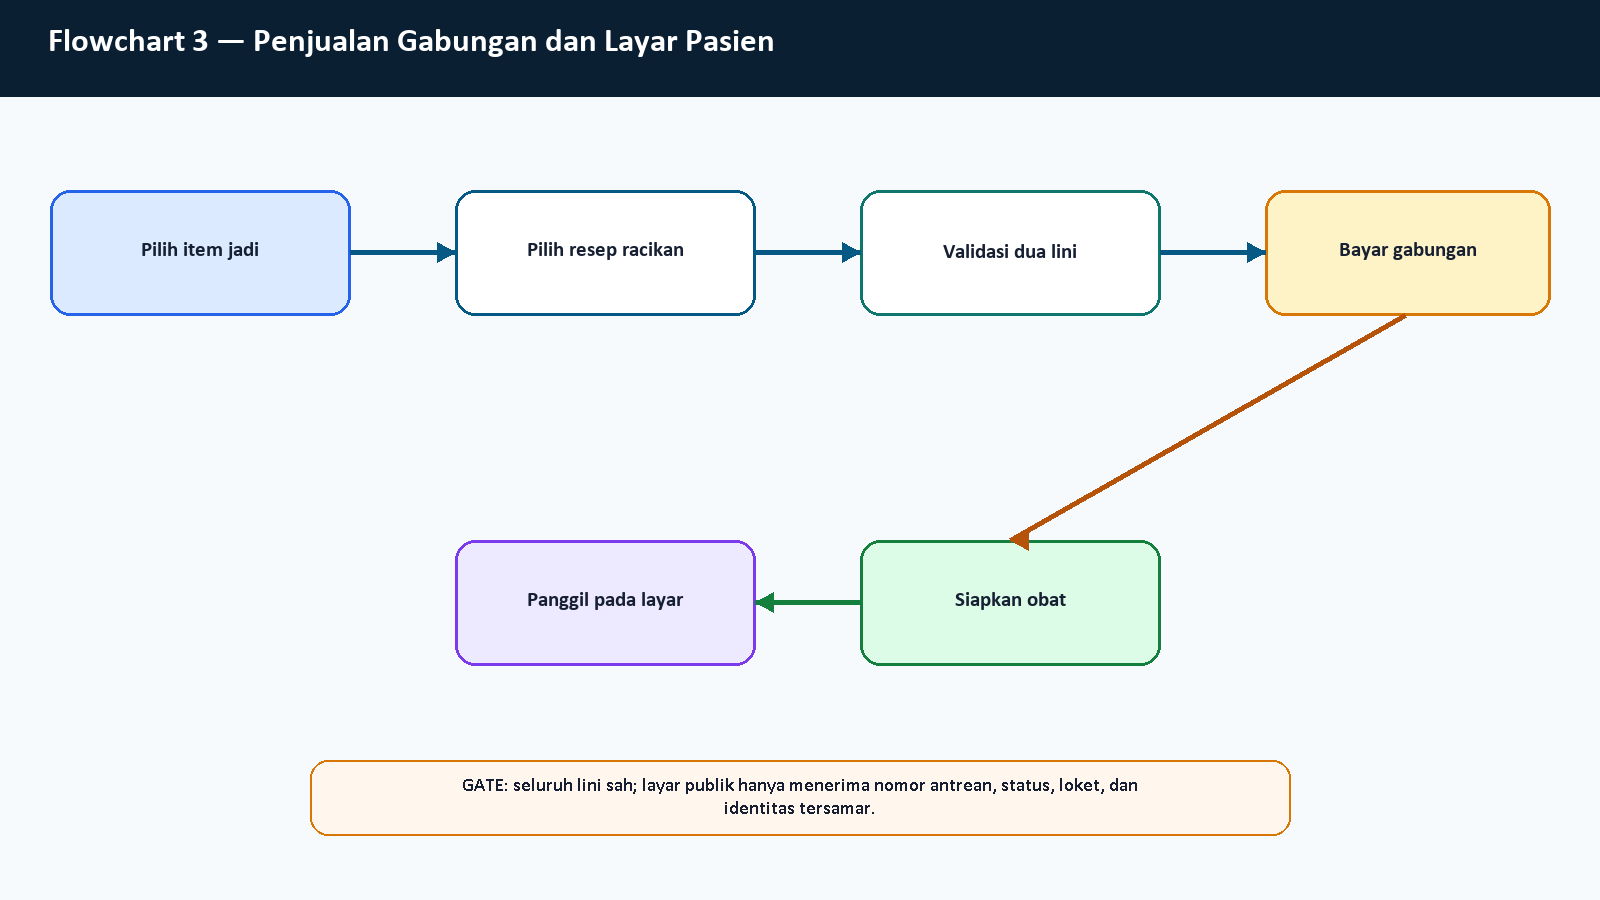 Flowchart 3 — Penjualan Gabungan dan Layar Pasien
Pilih item jadi
Pilih resep racikan
Validasi dua lini
Bayar gabungan
Panggil pada layar
Siapkan obat
GATE: seluruh lini sah; layar publik hanya menerima nomor antrean, status, loket, dan
identitas tersamar.